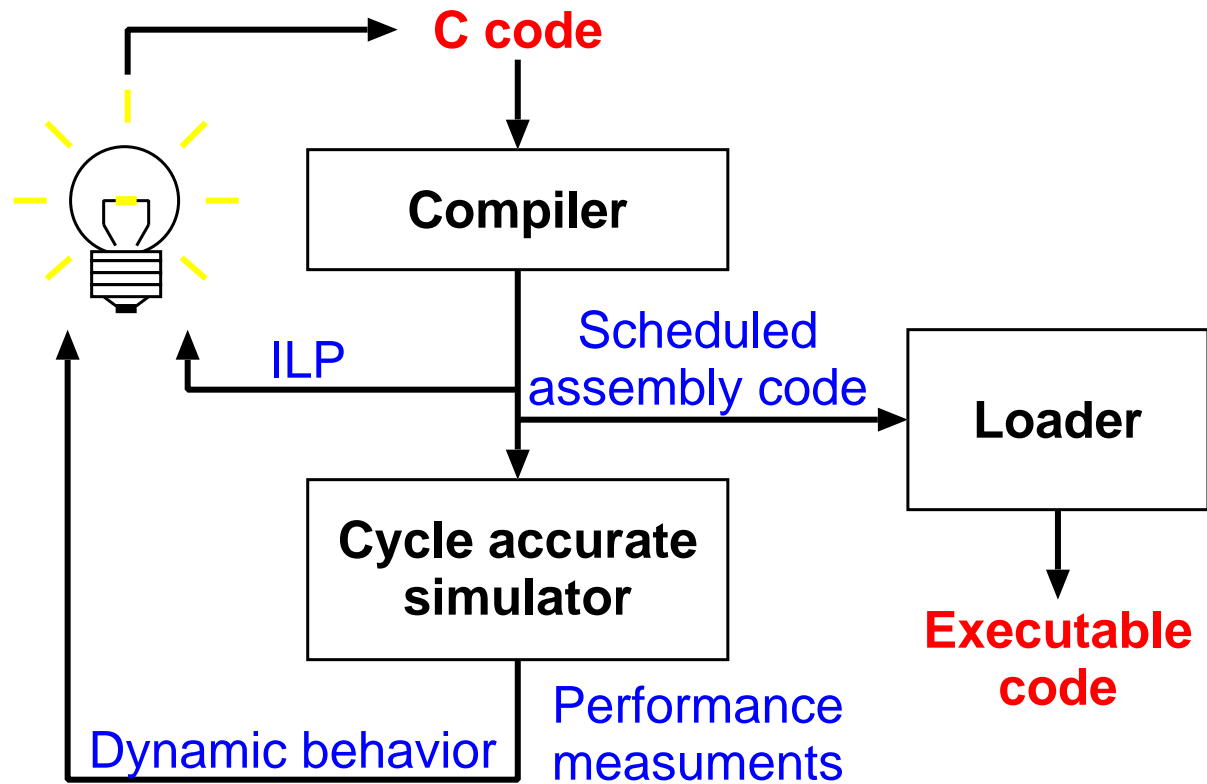 C code
Compiler
ILP
Scheduled
assembly code
Loader
Cycle accurate
simulator
Executable
code
Dynamic behavior
Performance
measuments